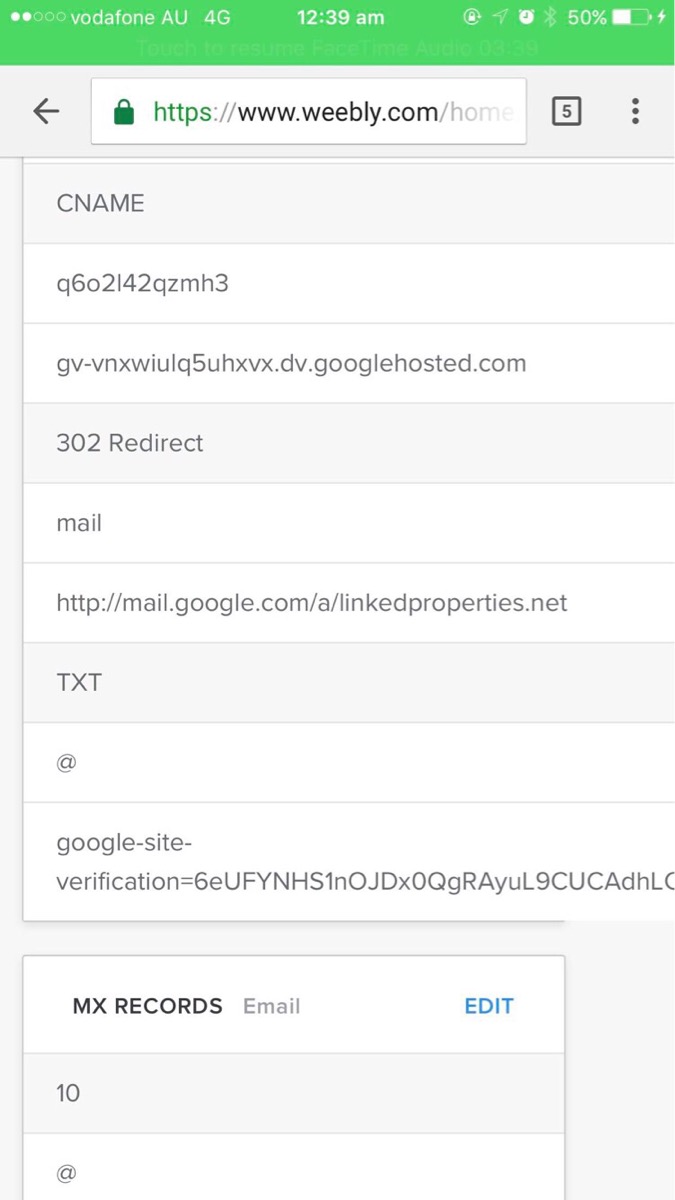 vodafone AU 4G 12:39 am 50%
Touch to resume FaceTime Audio 03:39
https://www.weebly.com/home
5
CNAME
q6o2l42qzmh3
gv-vnxwiulq5uhxvx.dv.googlehosted.com
302 Redirect
mail
http://mail.google.com/a/linkedproperties.net
TXT
@
google-site-
verification=6eUFYNHS1nOJDx0QgRAyuL9CUCAdhLC
MX RECORDS Email EDIT
10
@